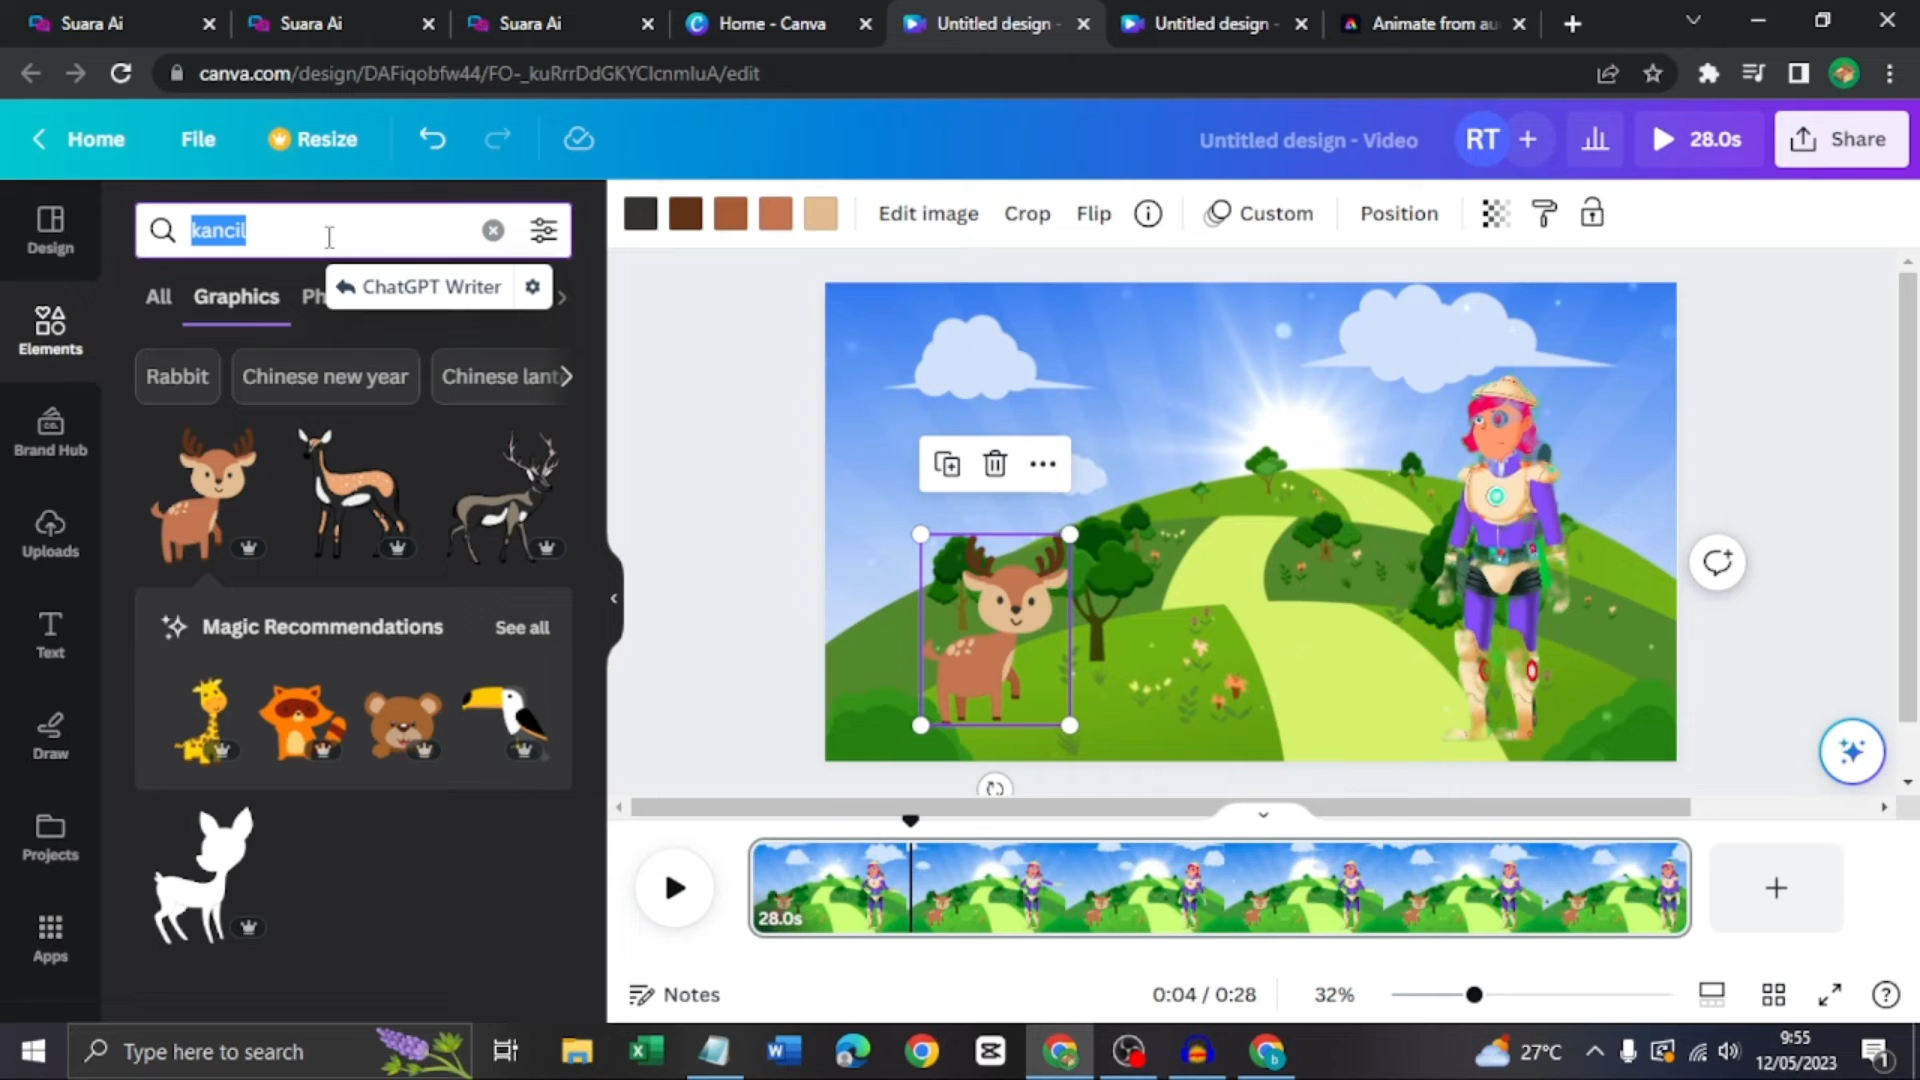 Suara Ai
Suara Ai
Suara Ai
Home - Canva
Untitled design -
Untitled design -
Animate from au
canva.com/design/DAFiqobfw44/FO-_kuRrrDdGKYClcnmluA/edit
Home
File
Resize
Untitled design - Video
RT
28.0s
Share
Design
Elements
Brand Hub
Uploads
Text
Draw
Projects
Apps
kancil
ChatGPT Writer
All
Graphics
Ph
Rabbit
Chinese new year
Chinese lant
Magic Recommendations
See all
Edit image
Crop
Flip
Custom
Position
28.0s
Notes
0:04 / 0:28
32%
Type here to search
27°C
9:55
12/05/2023
1